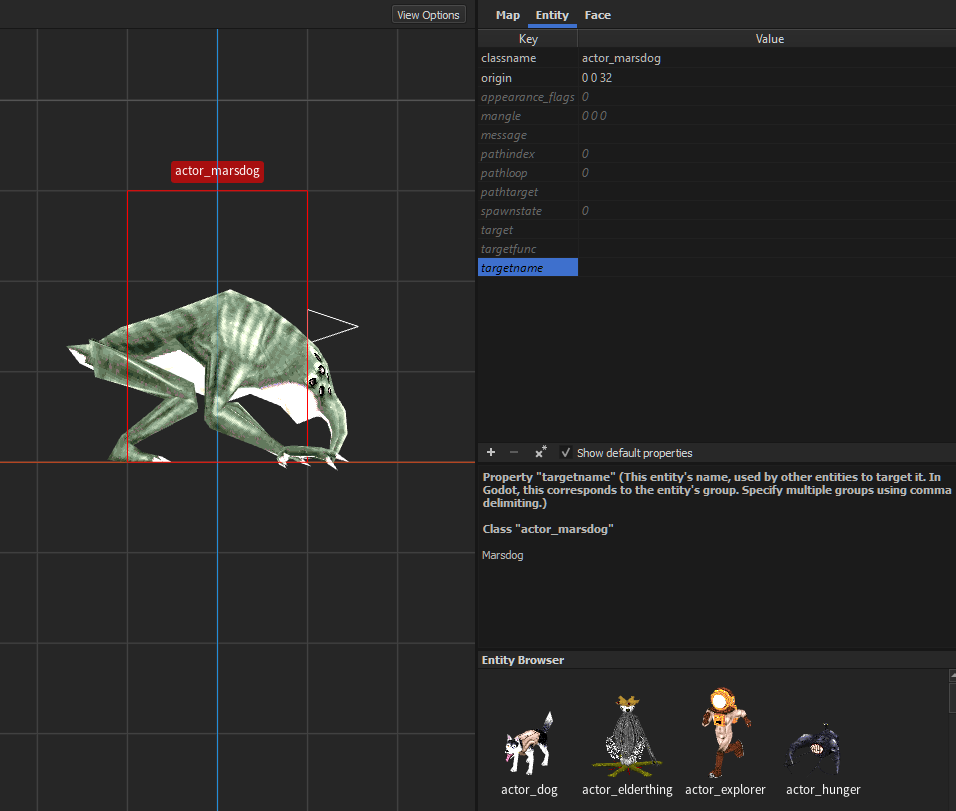 View Options
Map Entity Face
Key Value
classname actor_marsdog
origin 0 0 32
appearance_flags 0
mangle 0 0 0
message
pathindex 0
pathloop 0
pathtarget
spawnstate 0
target
targetfunc
targetname
actor_marsdog
+ − Show default properties
Property "targetname" (This entity's name, used by other entities to target it. In
Godot, this corresponds to the entity's group. Specify multiple groups using comma
delimiting.)
Class "actor_marsdog"
Marsdog
Entity Browser
actor_dog actor_elderthing actor_explorer actor_hunger